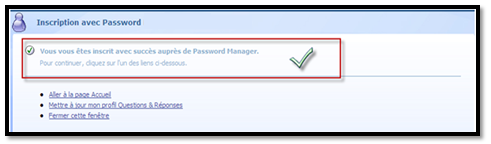 Inscription avec Password
Vous vous êtes inscrit avec succès auprès de Password Manager.
Pour continuer, cliquez sur l'un des liens ci-dessous.
Aller à la page Accueil
Mettre à jour mon profil Questions & Réponses
Fermer cette fenêtre